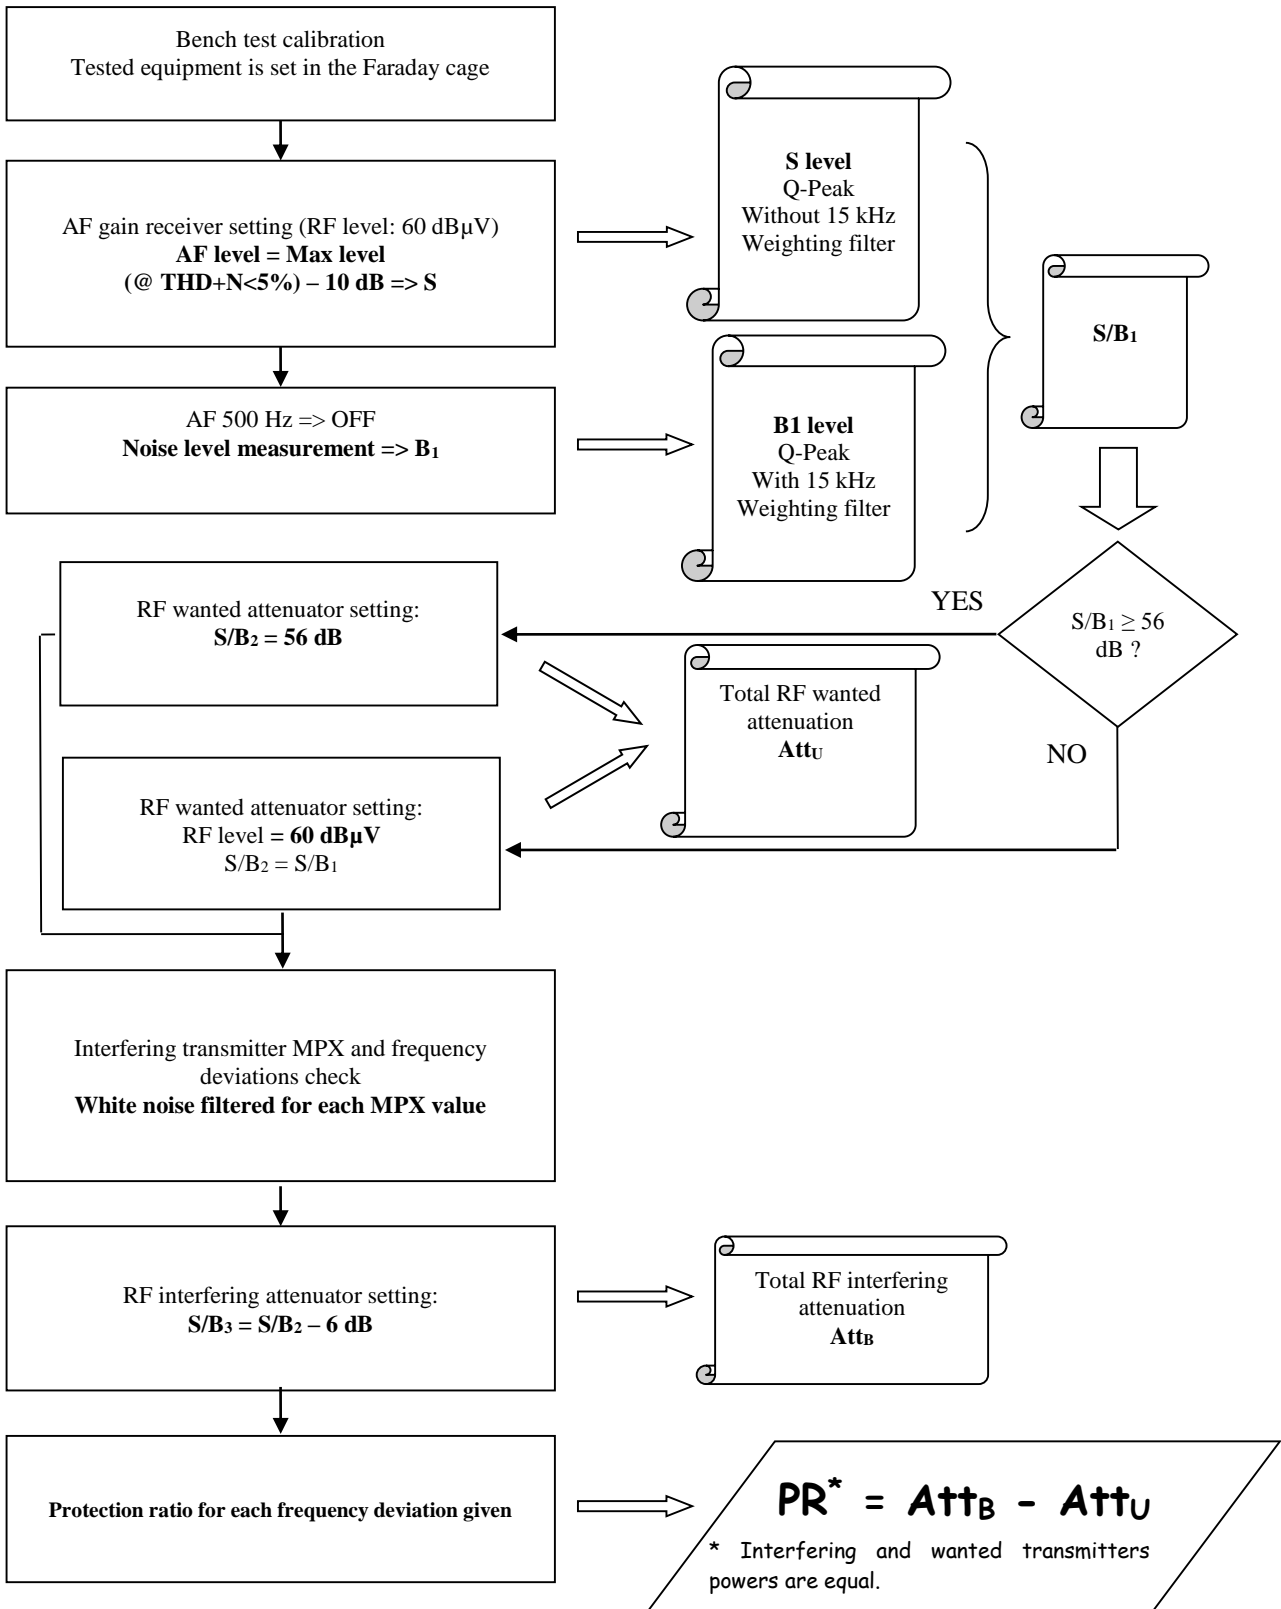 Bench test calibration
Tested equipment is set in the Faraday cage
AF gain receiver setting (RF level: 60 dBµV)
AF level = Max level
(@ THD+N<5%) – 10 dB => S
S level
Q-Peak
Without 15 kHz
Weighting filter
AF 500 Hz => OFF
Noise level measurement => B1
B1 level
Q-Peak
With 15 kHz
Weighting filter
S/B1
S/B1 ≥ 56
dB ?
YES
NO
RF wanted attenuator setting:
S/B2 = 56 dB
RF wanted attenuator setting:
RF level = 60 dBµV
S/B2 = S/B1
Total RF wanted
attenuation
AttU
Interfering transmitter MPX and frequency
deviations check
White noise filtered for each MPX value
RF interfering attenuator setting:
S/B3 = S/B2 – 6 dB
Total RF interfering
attenuation
AttB
Protection ratio for each frequency deviation given
PR* = AttB - AttU
* Interfering and wanted transmitters
powers are equal.